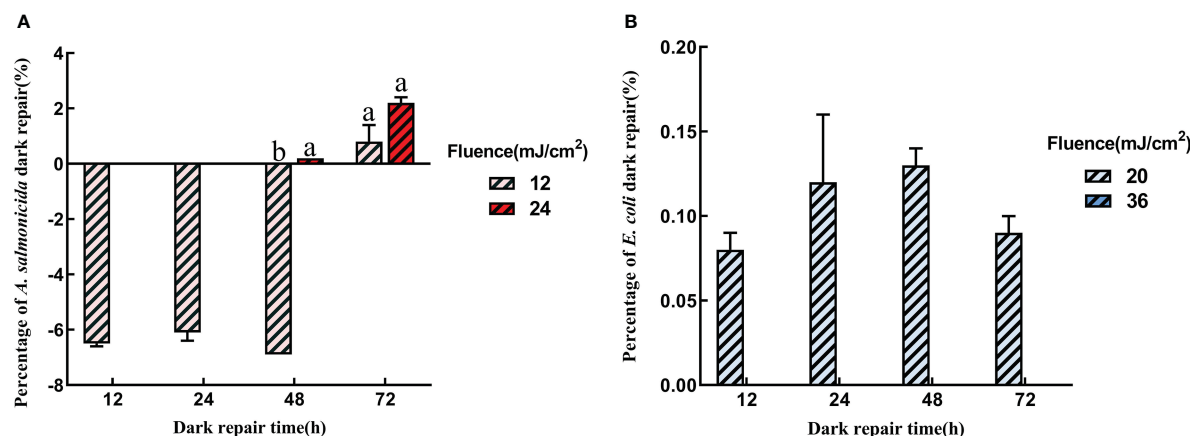 A
Percentage of A. salmonicida dark repair(%)
4
2
0
-2
-4
-6
-8
b
a
a
a
12
24
48
72
Dark repair time(h)
Fluence(mJ/cm²)
12
24
B
Percentage of E. coli dark repair(%)
0.20
0.15
0.10
0.05
0.00
12
24
48
72
Dark repair time(h)
Fluence(mJ/cm²)
20
36